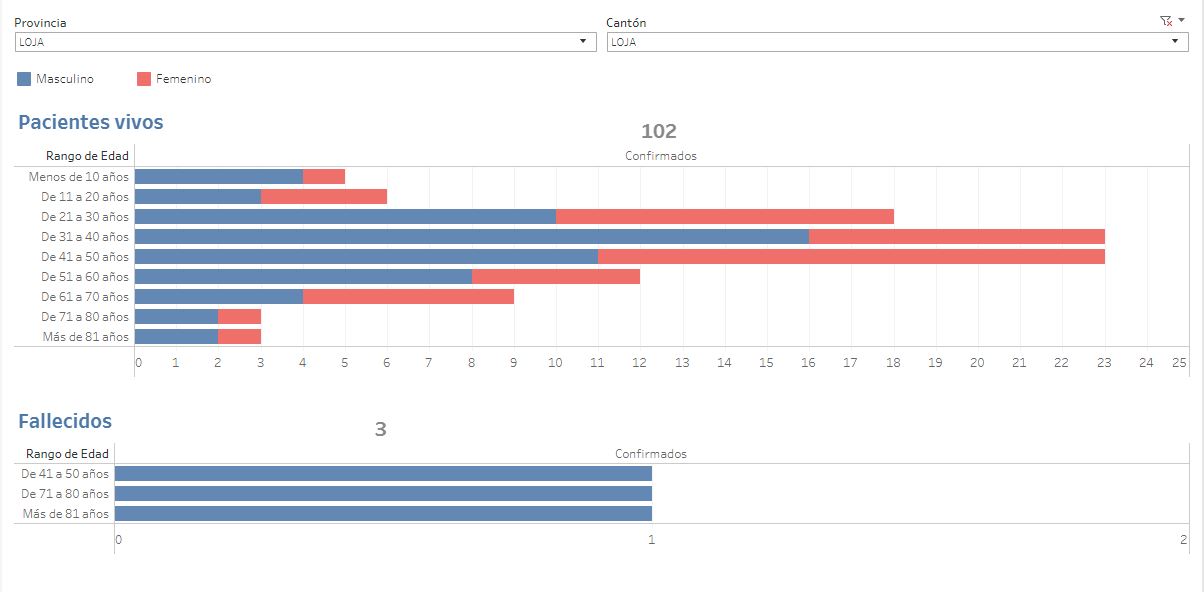 Provincia
Cantón
LOJA
LOJA
Masculino
Femenino
Pacientes vivos
102
Rango de Edad
Confirmados
Menos de 10 años
De 11 a 20 años
De 21 a 30 años
De 31 a 40 años
De 41 a 50 años
De 51 a 60 años
De 61 a 70 años
De 71 a 80 años
Más de 81 años
0 1 2 3 4 5 6 7 8 9 10 11 12 13 14 15 16 17 18 19 20 21 22 23 24 25
Fallecidos
3
Rango de Edad
Confirmados
De 41 a 50 años
De 71 a 80 años
Más de 81 años
0 1 2